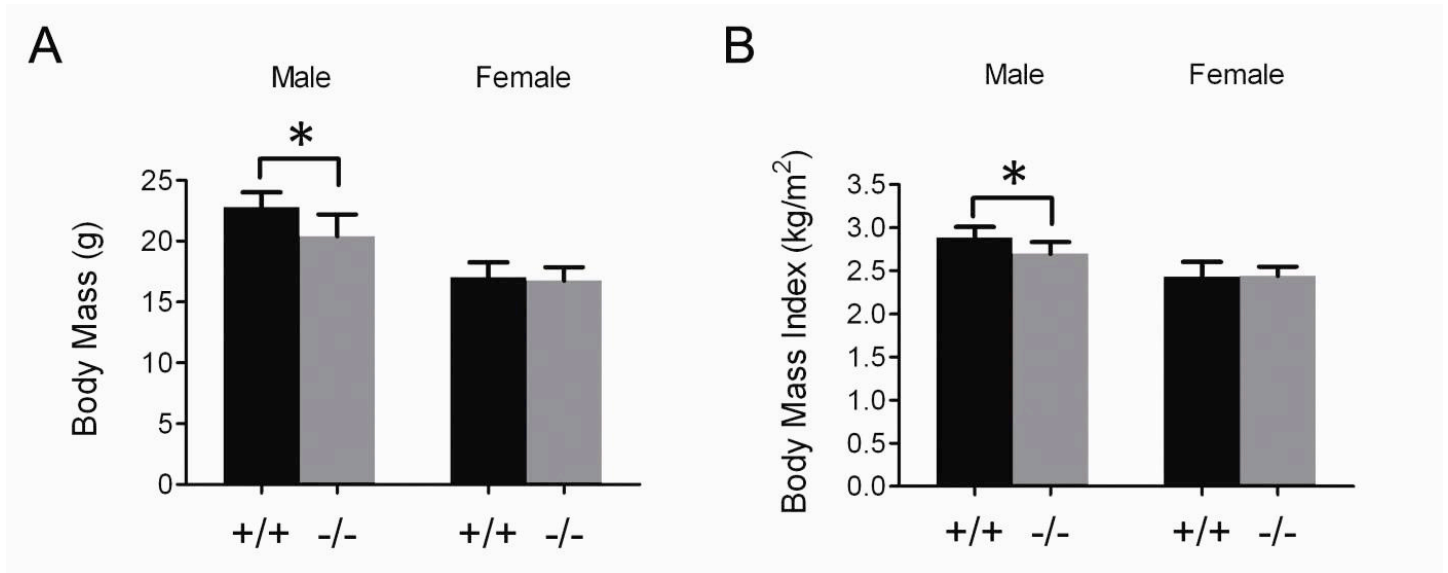 A
Male Female
*
Body Mass (g)
25
20
15
10
5
0
+/+ -/- +/+ -/-
B
Male Female
*
Body Mass Index (kg/m²)
3.5
3.0
2.5
2.0
1.5
1.0
0.5
0.0
+/+ -/- +/+ -/-